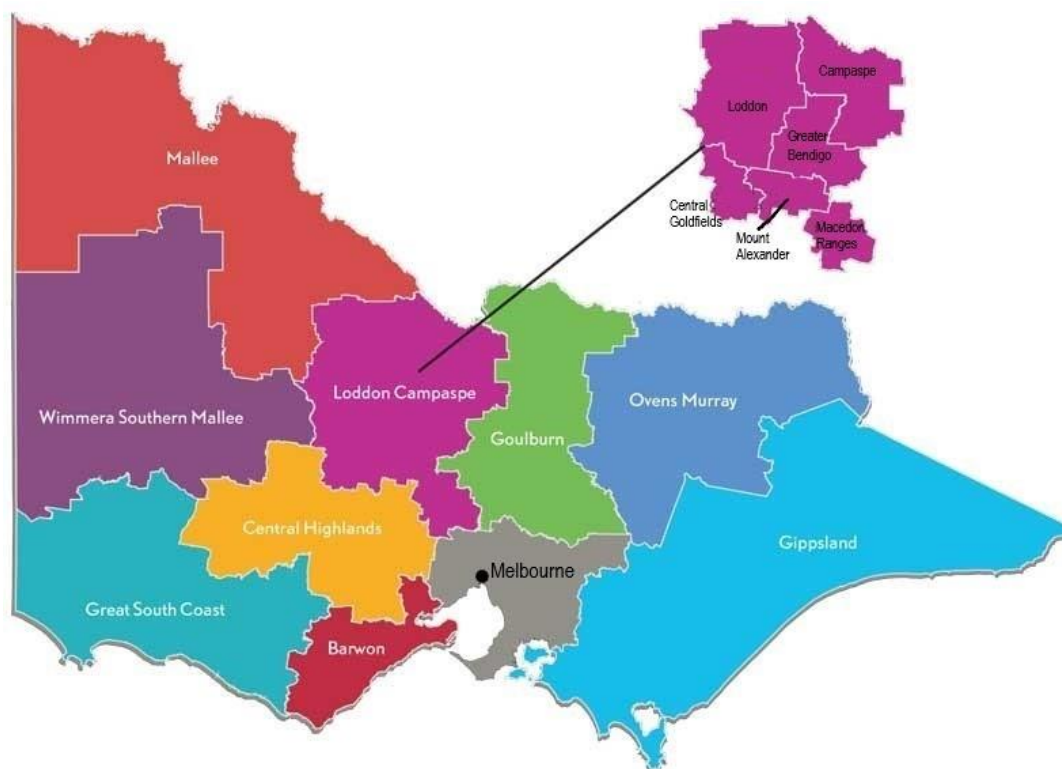 Campaspe
Loddon
Greater
Bendigo
Central
Goldfields
Mount
Alexander
Macedon
Ranges
Mallee
Loddon Campaspe
Wimmera Southern Mallee
Ovens Murray
Goulburn
Central Highlands
Gippsland
Melbourne
Great South Coast
Barwon